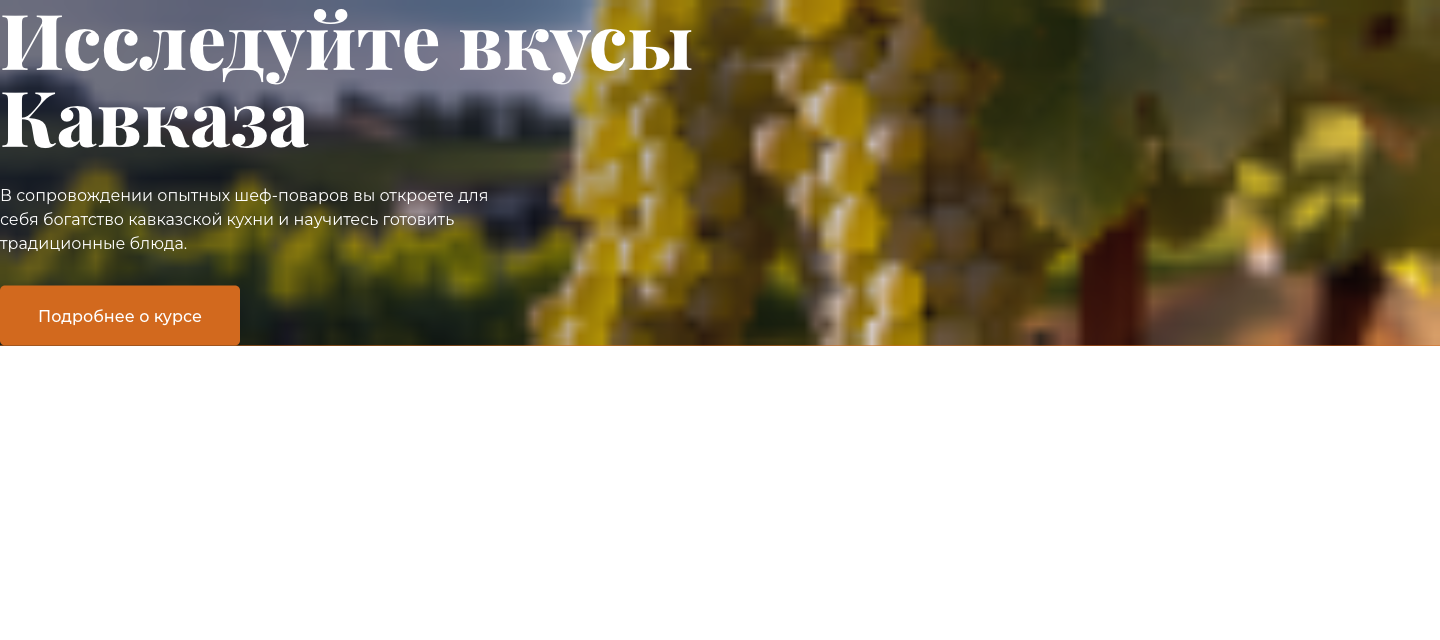 Исследуйте вкусы
Кавказа
В сопровождении опытных шеф-поваров вы откроете для
себя богатство кавказской кухни и научитесь готовить
традиционные блюда.
Подробнее о курсе